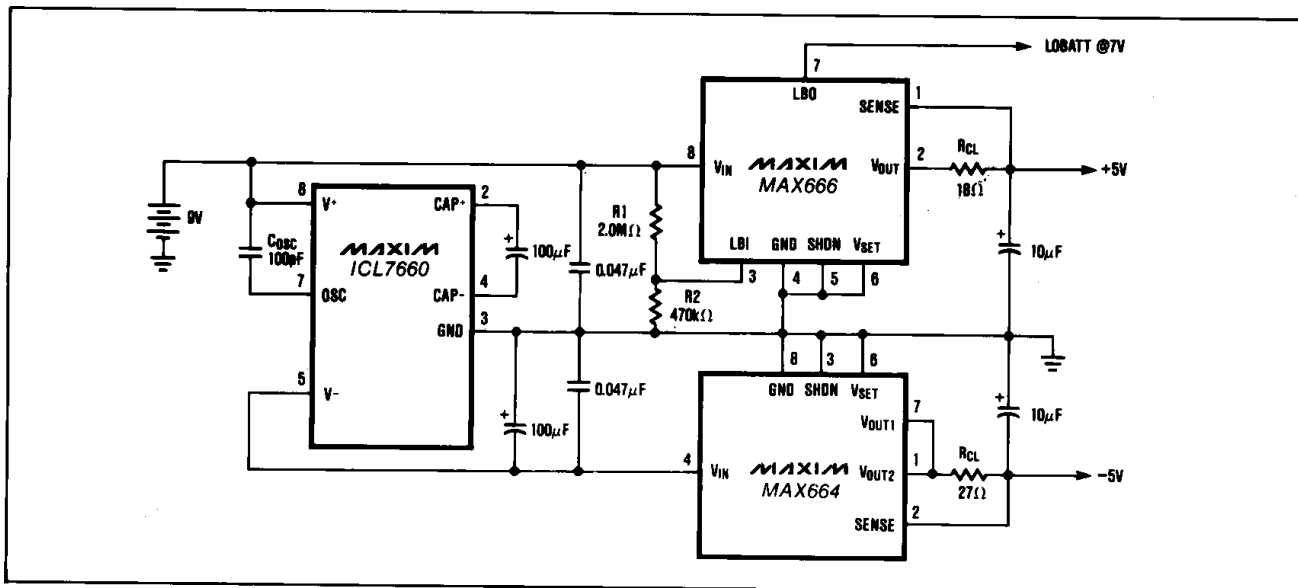 LOBATT @7V
7
LBO
SENSE
1
8
VIN
MAXIM
MAX666
VOUT
2
RCL
18Ω
+5V
9V
8
V+
CAP+
2
COSC
100pF
MAXIM
ICL7660
+
100µF
7
OSC
CAP-
4
GND
3
5
V-
0.047µF
R1
2.0MΩ
LBI
GND
SHDN
VSET
3
4
5
6
R2
470kΩ
+
10µF
0.047µF
+
100µF
8
3
6
GND
SHDN
VSET
+
10µF
7
VOUT1
4
VIN
MAXIM
MAX664
1
VOUT2
RCL
27Ω
-5V
SENSE
2